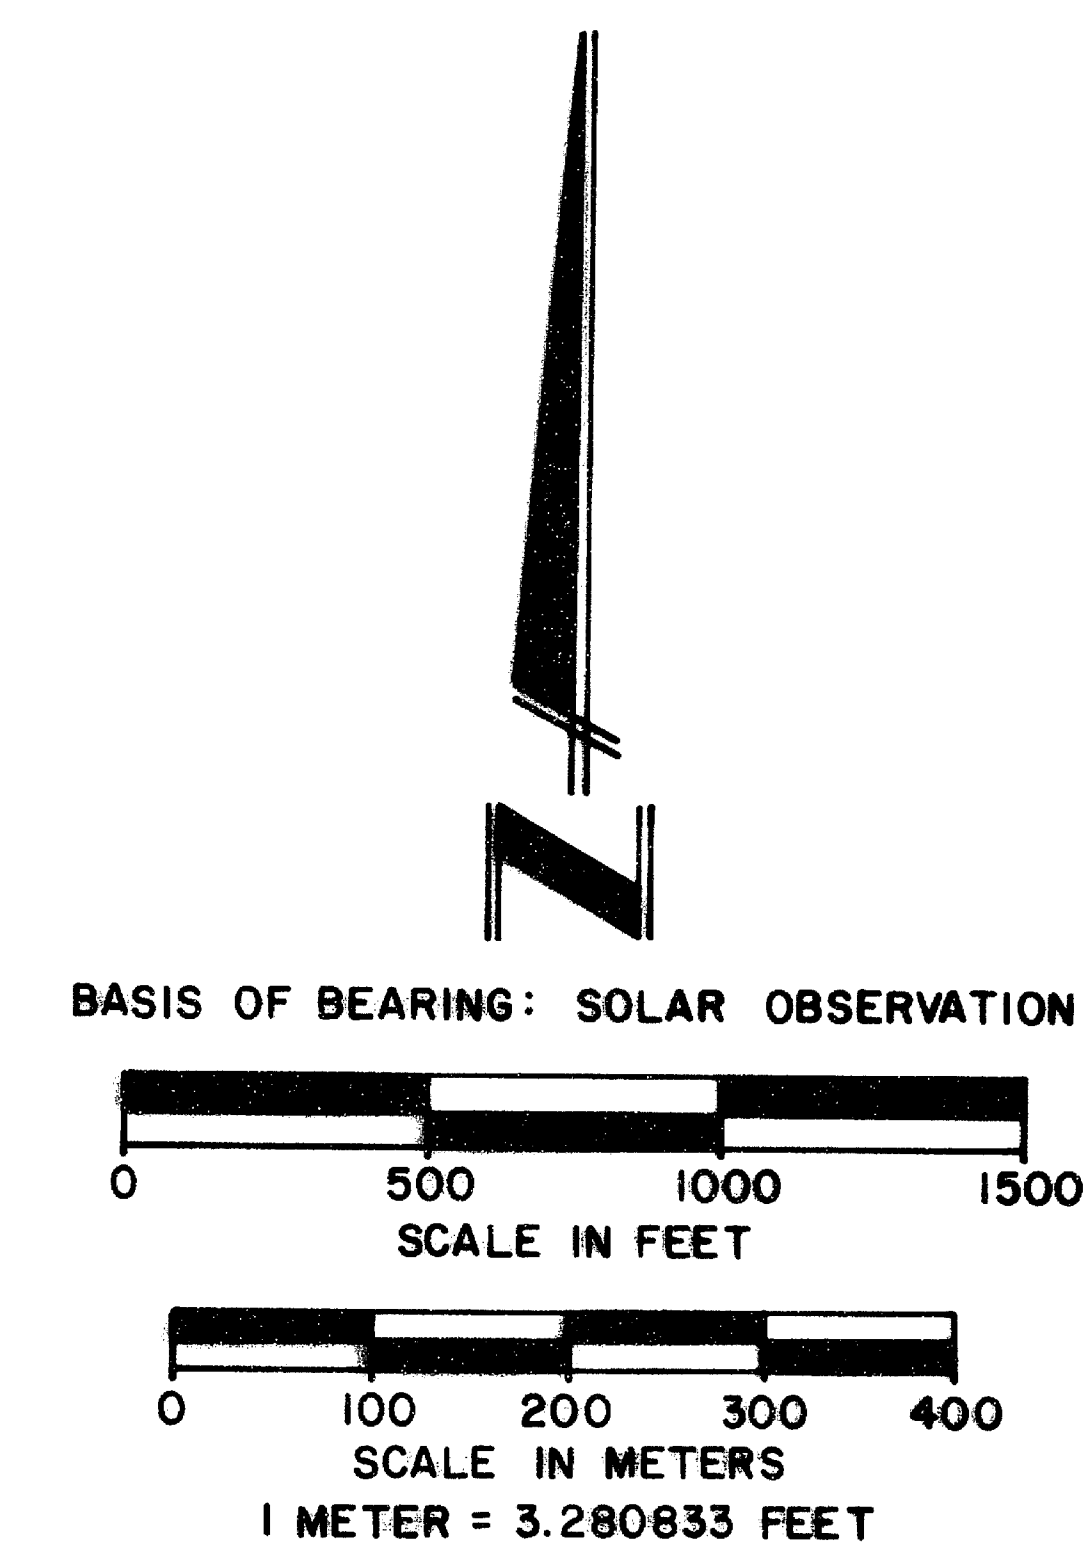 N
BASIS OF BEARING: SOLAR OBSERVATION
0 500 1000 1500
SCALE IN FEET
0 100 200 300 400
SCALE IN METERS
1 METER = 3.280833 FEET